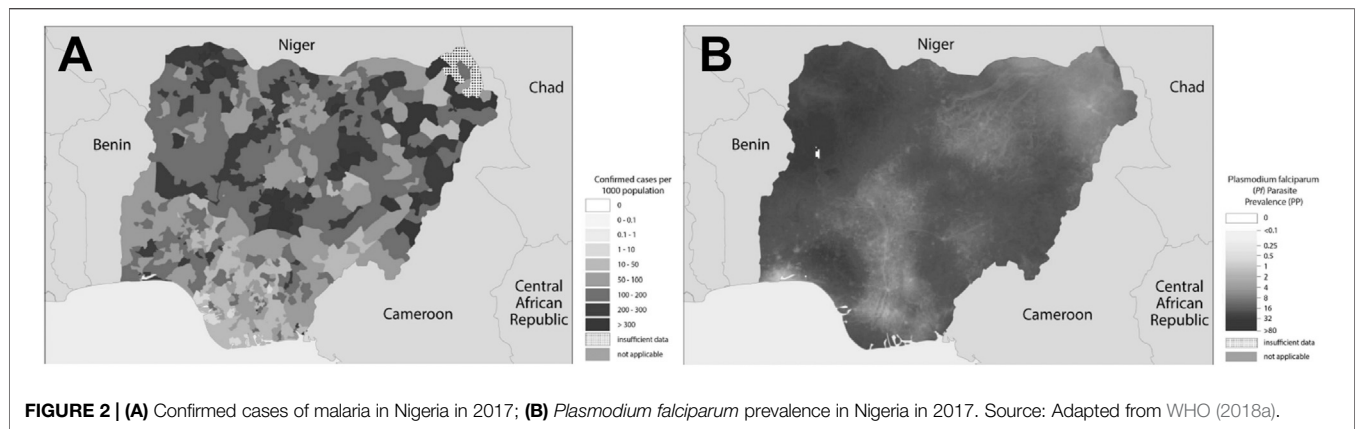 A
Niger
Chad
Benin
Cameroon
Central
African
Republic
Confirmed cases per
1000 population
0
0 - 0.1
0.1 - 1
1 - 10
10 - 50
50 - 100
100 - 200
200 - 300
> 300
insufficient data
not applicable
B
Niger
Chad
Benin
Cameroon
Central
African
Republic
Plasmodium falciparum
(Pf) Parasite
Prevalence (PP)
0
<0.1
0.25
0.5
1
2
4
8
16
32
>80
insufficient data
not applicable
FIGURE 2 | (A) Confirmed cases of malaria in Nigeria in 2017; (B) Plasmodium falciparum prevalence in Nigeria in 2017. Source: Adapted from WHO (2018a).